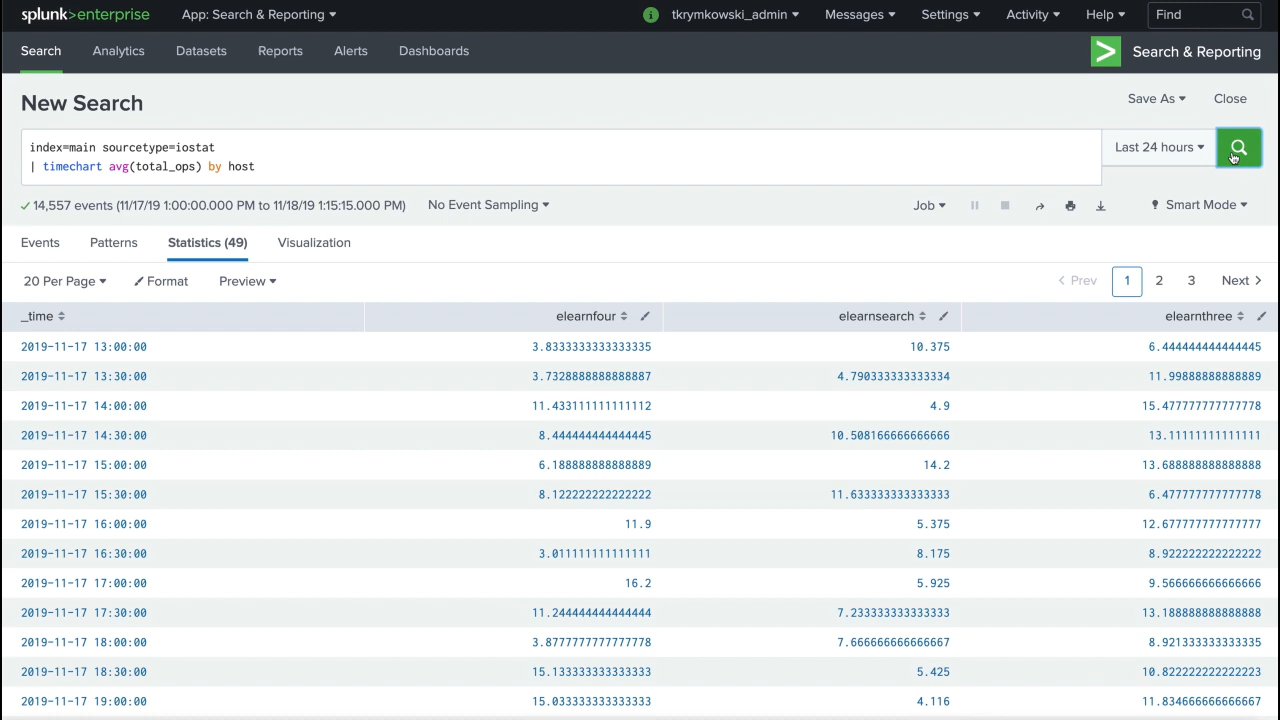 splunk>enterprise App: Search & Reporting ▾ i tkrymkowski_admin ▾ Messages ▾ Settings ▾ Activity ▾ Help ▾ Find
Search Analytics Datasets Reports Alerts Dashboards > Search & Reporting
New Search Save As ▾ Close
index=main sourcetype=iostat Last 24 hours ▾
| timechart avg(total_ops) by host
✓ 14,557 events (11/17/19 1:00:00.000 PM to 11/18/19 1:15:15.000 PM) No Event Sampling ▾ Job ▾ Smart Mode ▾
Events Patterns Statistics (49) Visualization
20 Per Page ▾ Format Preview ▾ < Prev 1 2 3 Next >
_time elearnfour elearnsearch elearnthree
2019-11-17 13:00:00 3.8333333333333335 10.375 6.444444444444445
2019-11-17 13:30:00 3.7328888888888887 4.790333333333334 11.99888888888889
2019-11-17 14:00:00 11.433111111111112 4.9 15.477777777777778
2019-11-17 14:30:00 8.444444444444445 10.508166666666666 13.11111111111111
2019-11-17 15:00:00 6.188888888888889 14.2 13.688888888888888
2019-11-17 15:30:00 8.122222222222222 11.633333333333333 6.477777777777778
2019-11-17 16:00:00 11.9 5.375 12.677777777777777
2019-11-17 16:30:00 3.011111111111111 8.175 8.922222222222222
2019-11-17 17:00:00 16.2 5.925 9.566666666666666
2019-11-17 17:30:00 11.244444444444444 7.233333333333333 13.188888888888888
2019-11-17 18:00:00 3.8777777777777778 7.666666666666667 8.921333333333335
2019-11-17 18:30:00 15.133333333333333 5.425 10.822222222222223
2019-11-17 19:00:00 15.033333333333333 4.116 11.834666666666667